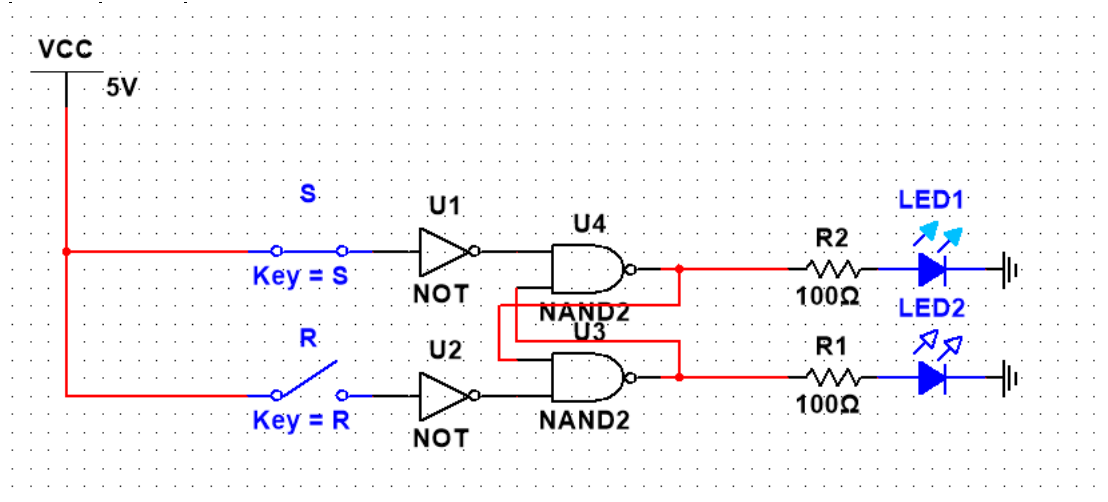 VCC
5V
S
Key = S
U1
NOT
U4
NAND2
R2
100Ω
LED1
R
Key = R
U2
NOT
U3
NAND2
R1
100Ω
LED2